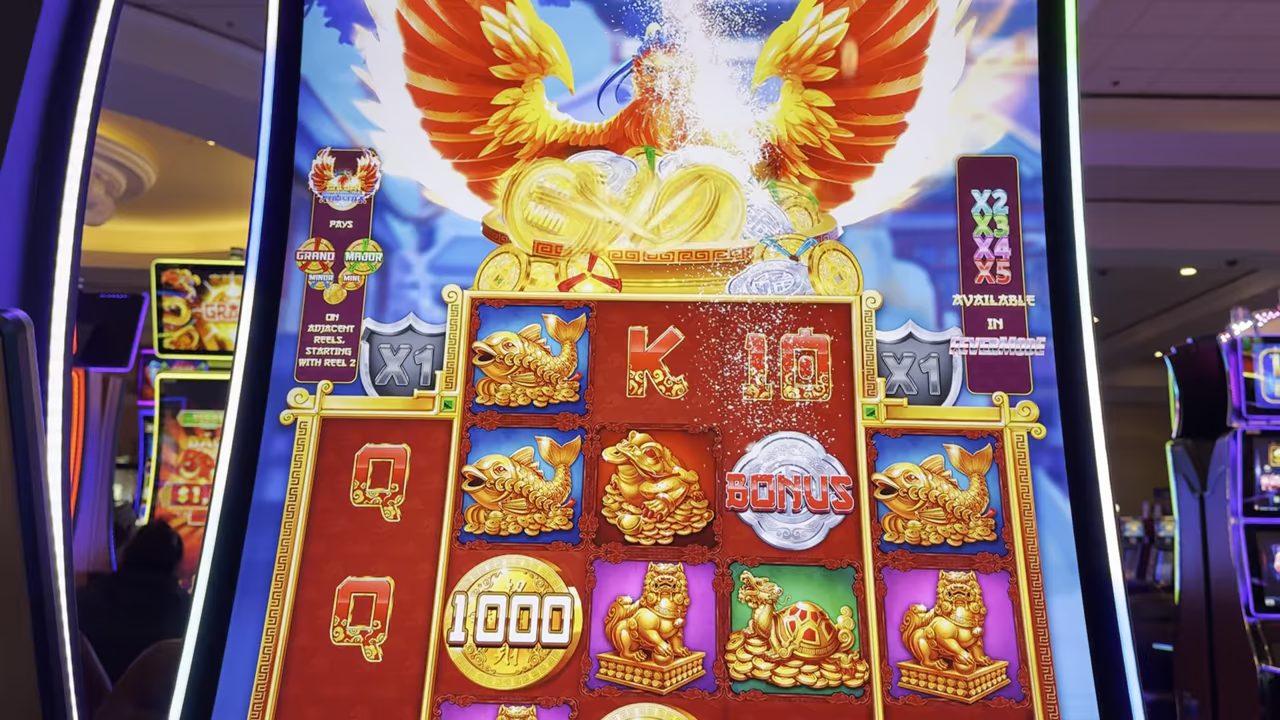 PAYS
GRAND
MAJOR
MINOR
MINI
ON
ADJACENT
REELS,
STARTING
WITH REEL 2
X1
X2
X3
X4
X5
AVAILABLE
IN
FEVERMODE
X1
K
10
Q
BONUS
Q
1000